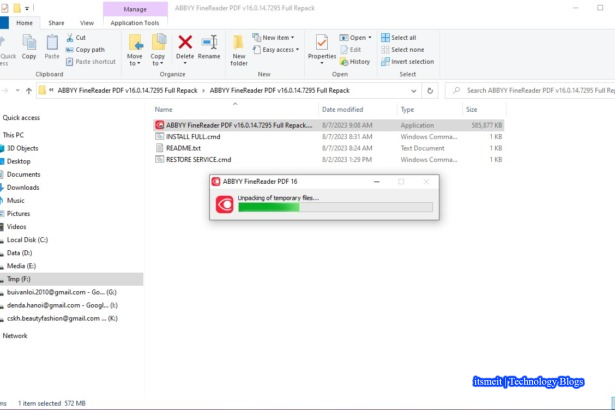 Manage
ABBYY FineReader PDF v16.0.14.7295 Full Repack
Home Share View Application Tools
Quick access Copy Paste Cut Copy path Paste shortcut Move to Copy to Delete Rename New folder New item Easy access Properties Open Edit History Select all Select none Invert selection
Clipboard Organize New Open Select
« ABBYY FineReader PDF v16.0.14.7295 Full Repack > ABBYY FineReader PDF v16.0.14.7295 Full Repack
Search ABBYY FineReader PDF v16.0.14.7295 Full Re
Name Date modified Type Size
ABBYY FineReader PDF v16.0.14.7295 Full Repack.... 8/7/2023 9:08 AM Application 585,877 KB
INSTALL FULL.cmd 8/7/2023 8:31 AM Windows Comma... 1 KB
README.txt 8/7/2023 8:24 AM Text Document 1 KB
RESTORE SERVICE.cmd 8/2/2023 1:29 PM Windows Comma... 1 KB
Quick access
This PC
3D Objects
Desktop
Documents
Downloads
Music
Pictures
Videos
Local Disk (C:)
Data (D:)
Media (E:)
Tmp (F:)
buivanloi.2010@gmail.com - Go... (G:)
denda.hanoi@gmail.com - Googl... (I:)
cskh.beautyfashion@gmail.com ... (K:)
Network
ABBYY FineReader PDF 16
Unpacking of temporary files...
itsmeit | Technology Blogs
ms 1 item selected 572 MB